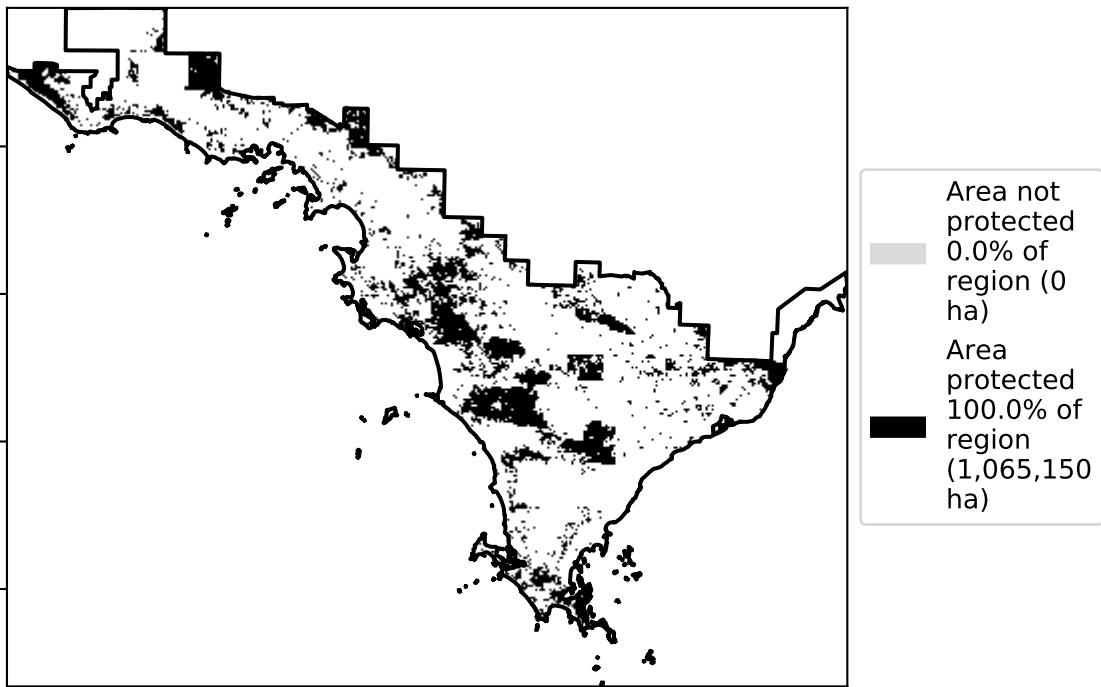 Area not
protected
0.0% of
region (0
ha)
Area
protected
100.0% of
region
(1,065,150
ha)